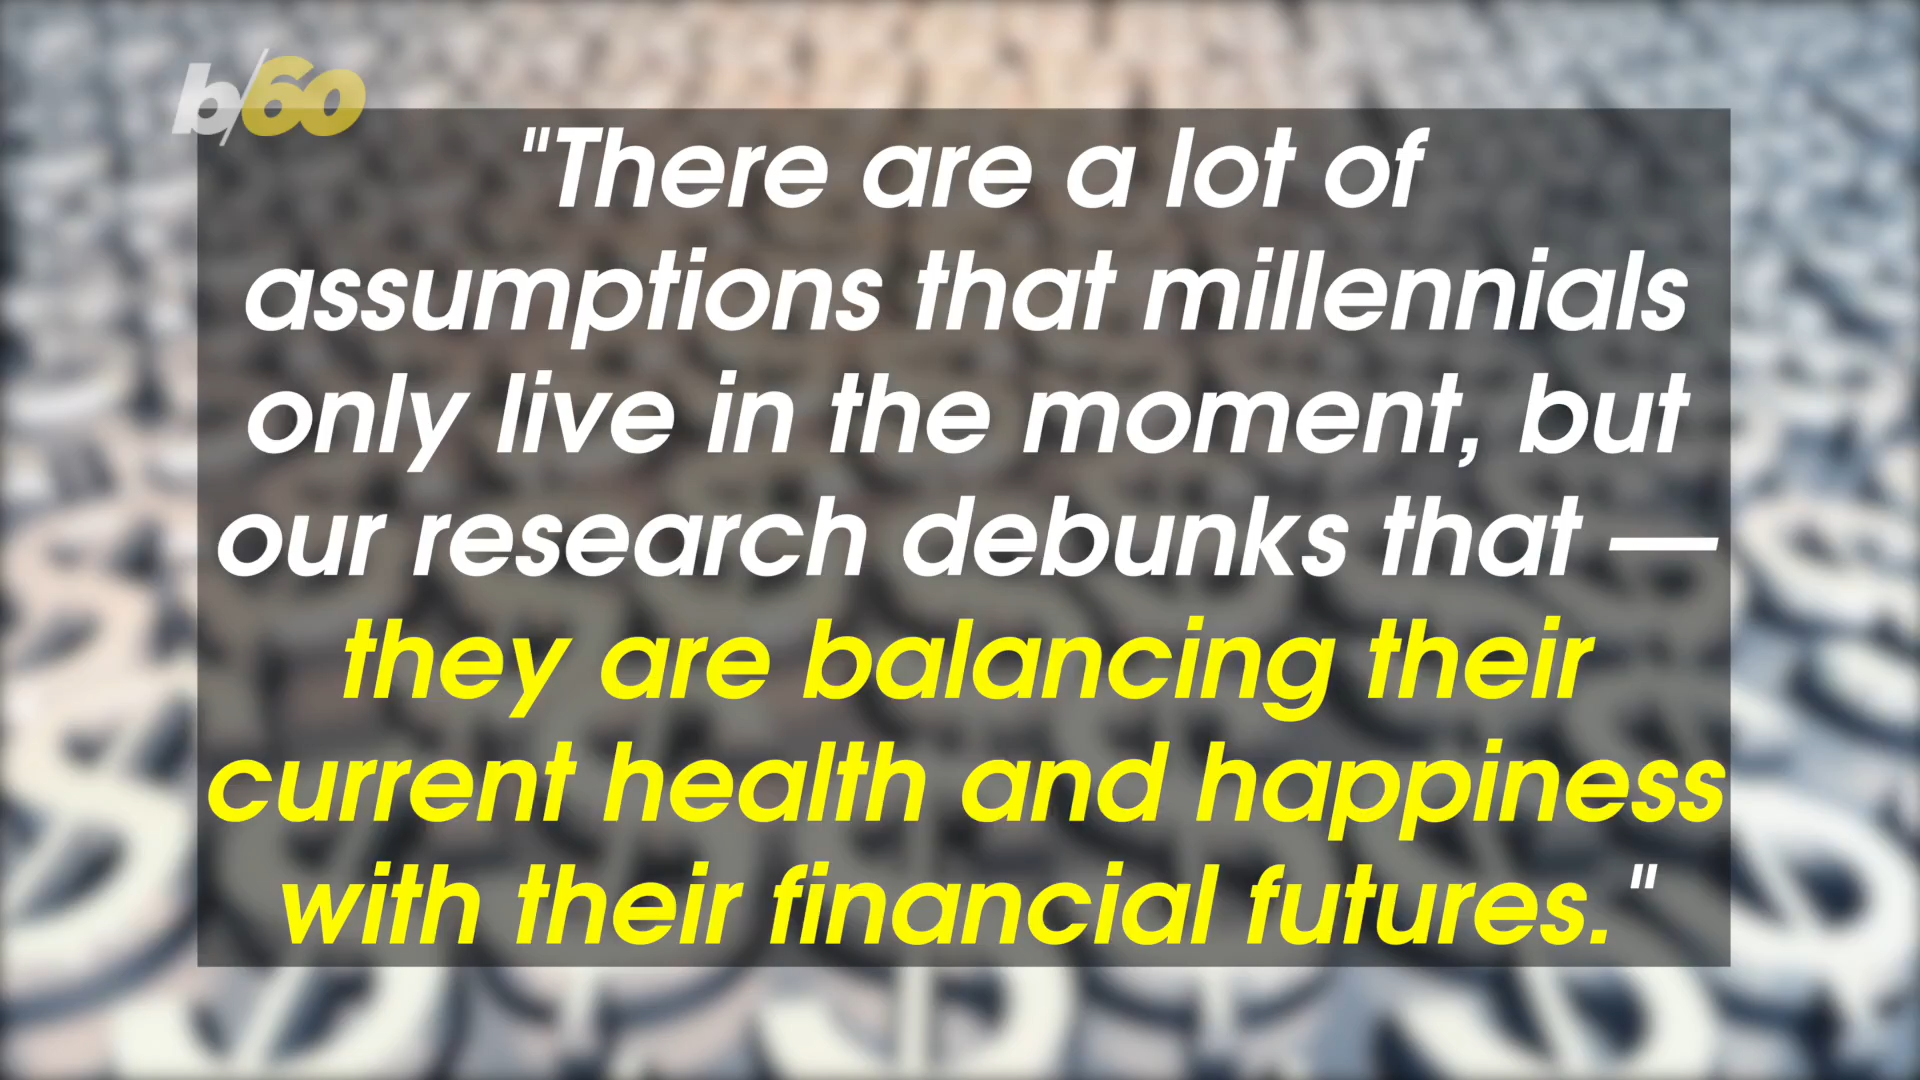 b/60
"There are a lot of
assumptions that millennials
only live in the moment, but
our research debunks that —
they are balancing their
current health and happiness
with their financial futures."